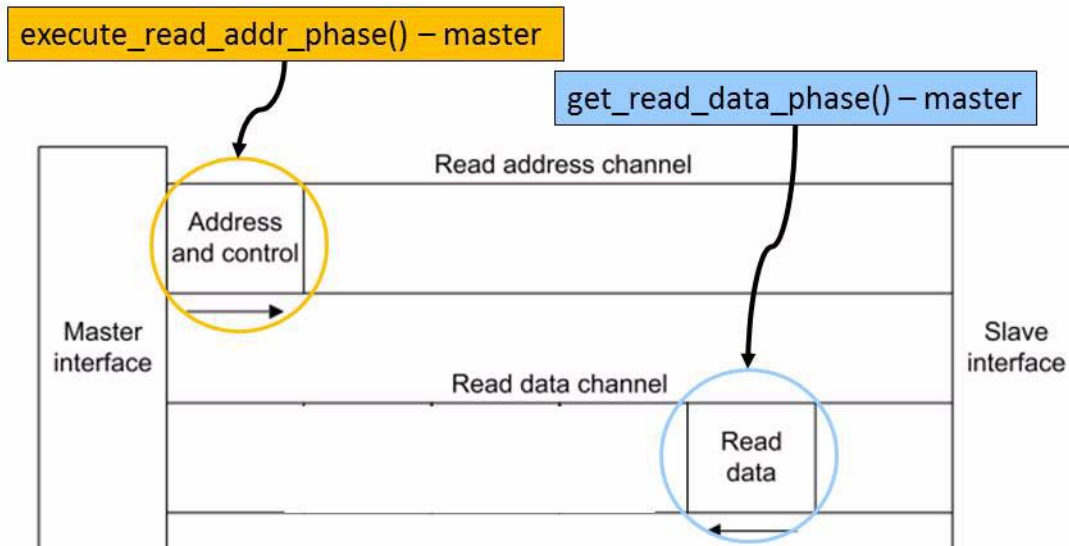 execute_read_addr_phase() – master
get_read_data_phase() – master
Read address channel
Address
and control
Master
interface
Slave
interface
Read data channel
Read
data